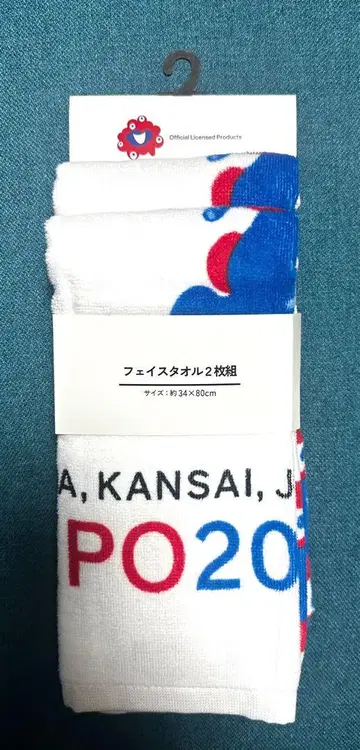 Official Licensed Products
フェイスタオル2枚組
サイズ：約34×80cm
A, KANSAI, J
PO20